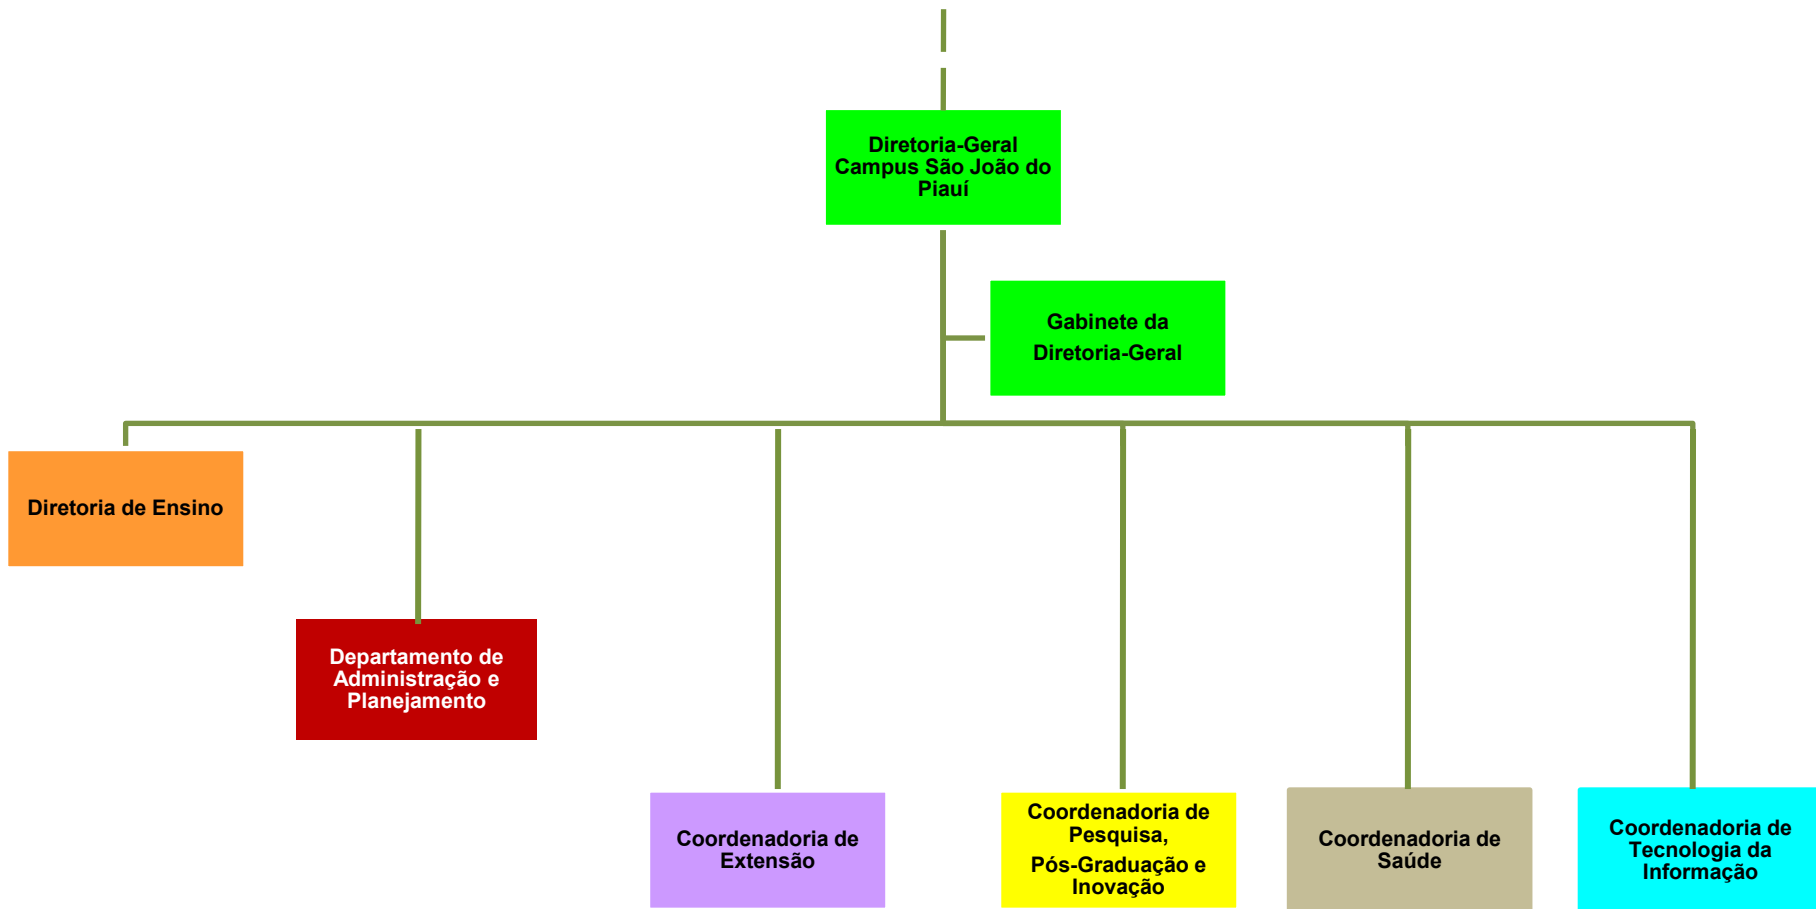 Diretoria-Geral
Campus São João do
Piauí
Gabinete da
Diretoria-Geral
Diretoria de Ensino
Departamento de
Administração e
Planejamento
Coordenadoria de
Extensão
Coordenadoria de
Pesquisa,
Pós-Graduação e
Inovação
Coordenadoria de
Saúde
Coordenadoria de
Tecnologia da
Informação